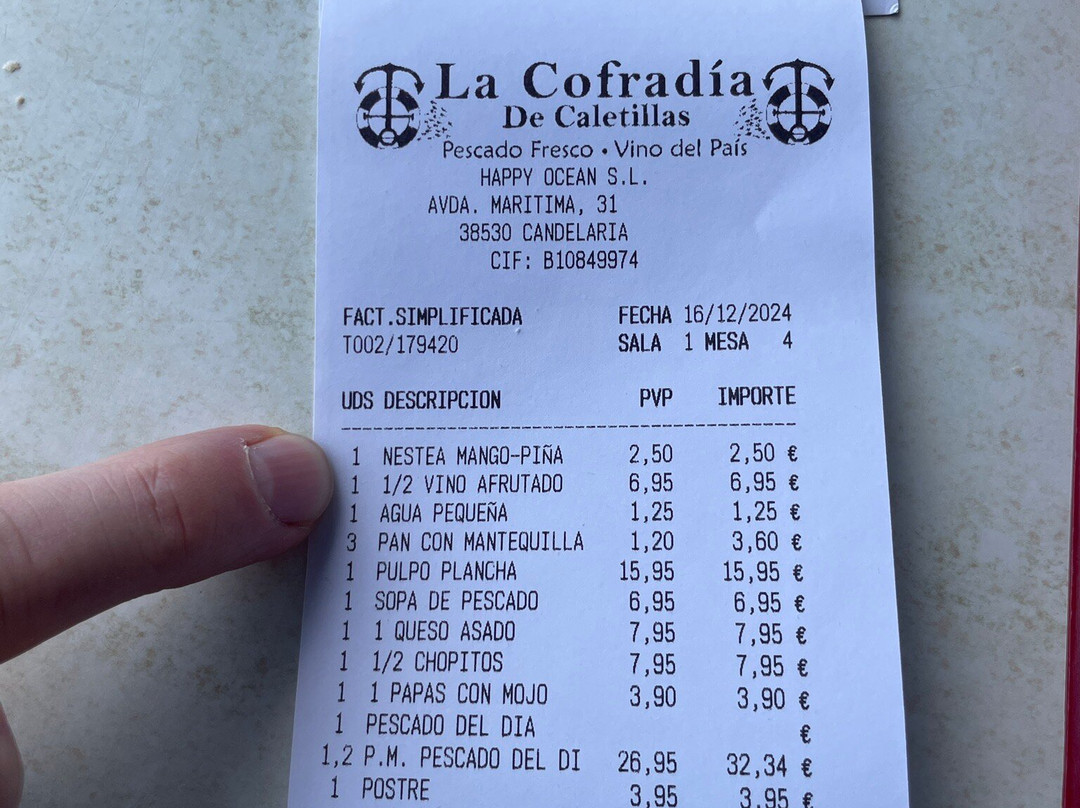 La Cofradía
De Caletillas
Pescado Fresco • Vino del País
HAPPY OCEAN S.L.
AVDA. MARITIMA, 31
38530 CANDELARIA
CIF: B10849974
FACT.SIMPLIFICADA FECHA 16/12/2024
T002/179420 SALA 1 MESA 4
UDS DESCRIPCION PVP IMPORTE
1 NESTEA MANGO-PIÑA 2,50 2,50 €
1 1/2 VINO AFRUTADO 6,95 6,95 €
1 AGUA PEQUEÑA 1,25 1,25 €
3 PAN CON MANTEQUILLA 1,20 3,60 €
1 PULPO PLANCHA 15,95 15,95 €
1 SOPA DE PESCADO 6,95 6,95 €
1 1 QUESO ASADO 7,95 7,95 €
1 1/2 CHOPITOS 7,95 7,95 €
1 1 PAPAS CON MOJO 3,90 3,90 €
1 PESCADO DEL DIA €
1,2 P.M. PESCADO DEL DI 26,95 32,34 €
1 POSTRE 3,95 3,95 €